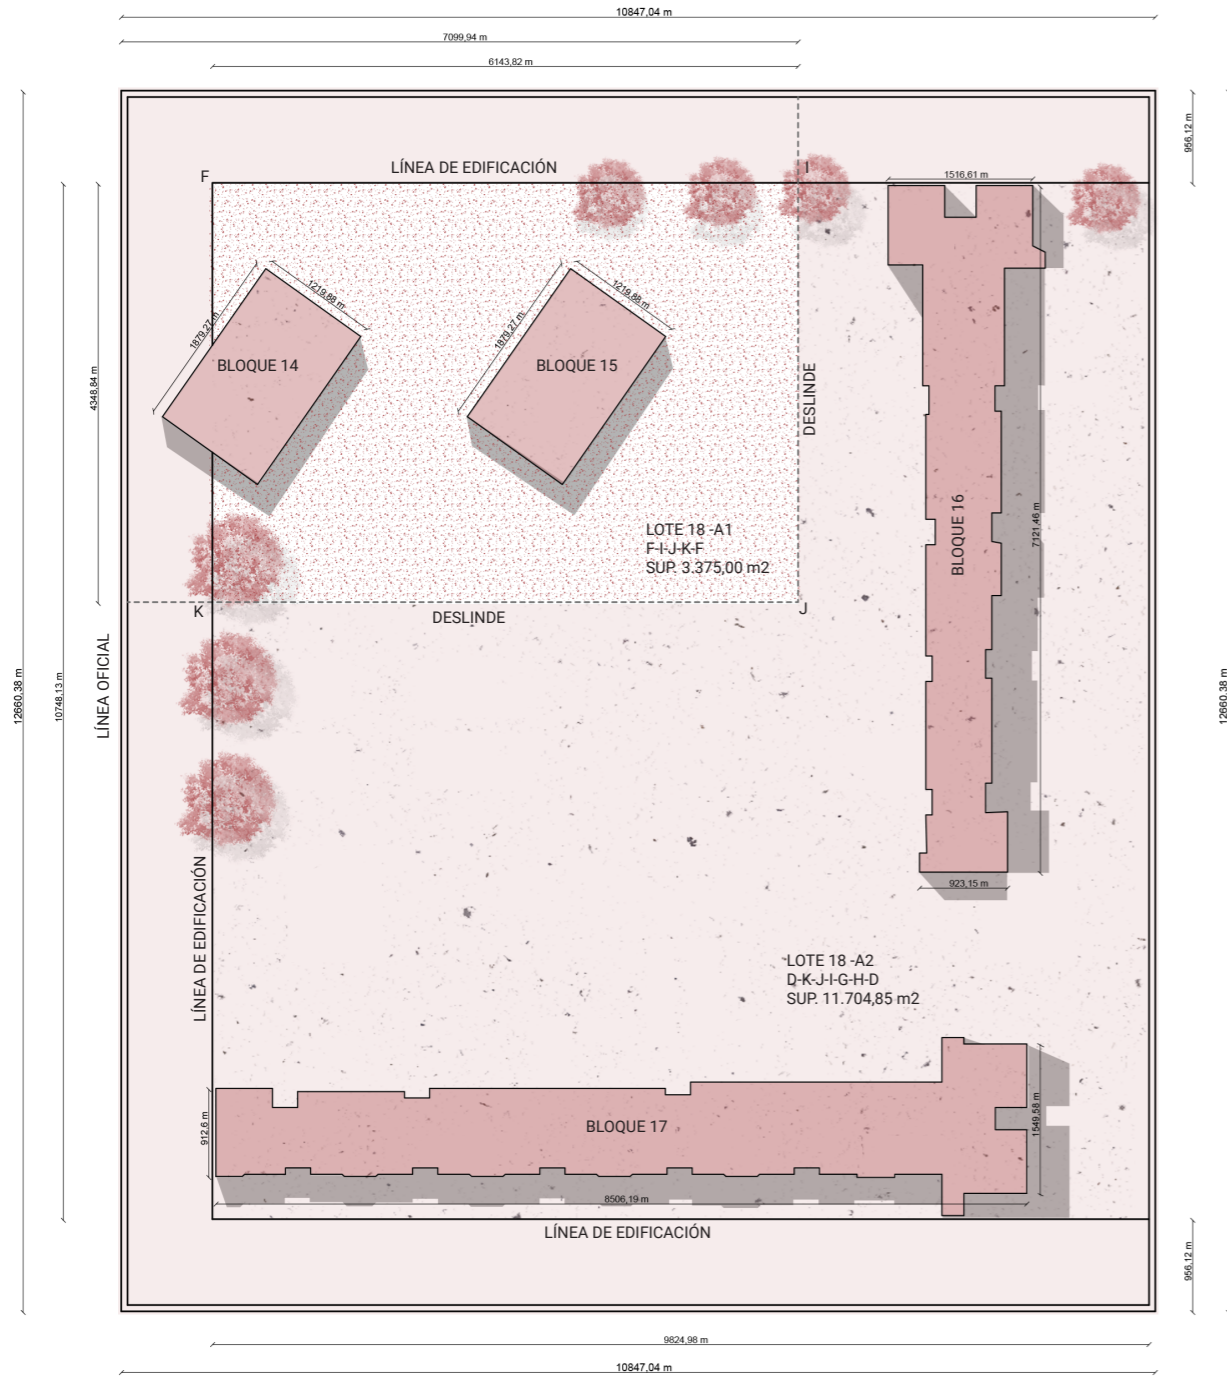 10847,04 m
7099,94 m
6143,82 m
956,12 m
F
LÍNEA DE EDIFICACIÓN
I
1516,61 m
1219,88 m
1879,27 m
BLOQUE 14
1219,88 m
1879,27 m
BLOQUE 15
4348,84 m
DESLINDE
BLOQUE 16
7121,46 m
LOTE 18 -A1
F-I-J-K-F
SUP. 3.375,00 m2
K
DESLINDE
J
LÍNEA OFICIAL
12660,38 m
10748,13 m
12660,38 m
LÍNEA DE EDIFICACIÓN
923,15 m
LOTE 18 -A2
D-K-J-I-G-H-D
SUP. 11.704,85 m2
912,6 m
BLOQUE 17
1549,58 m
8506,19 m
LÍNEA DE EDIFICACIÓN
956,12 m
9824,98 m
10847,04 m